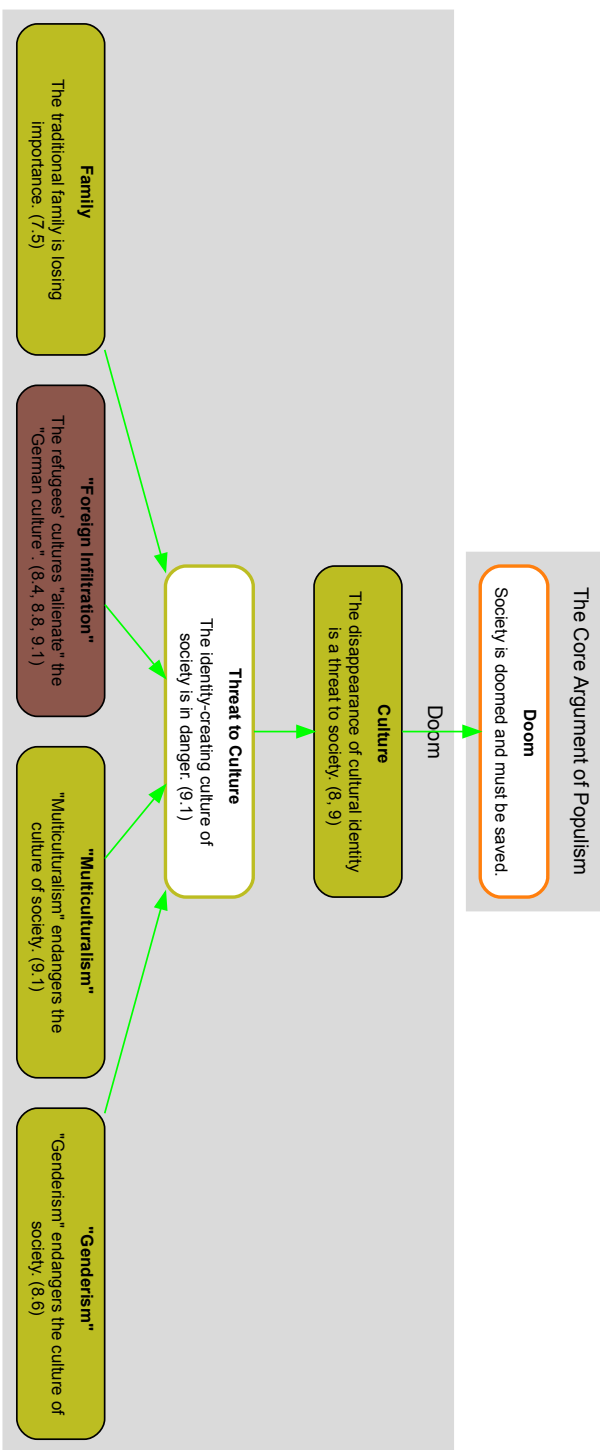 The Core Argument of Populism
Doom
Society is doomed and must be saved.
Doom
Culture
The disappearance of cultural identity
is a threat to society. (8, 9)
Threat to Culture
The identity-creating culture of
society is in danger. (9.1)
Family
The traditional family is losing
importance. (7.5)
"Foreign Infiltration"
The refugees' cultures "alienate" the
"German culture". (8.4, 8.8, 9.1)
"Multiculturalism"
"Multiculturalism" endangers the
culture of society. (9.1)
"Genderism"
"Genderism" endangers the culture of
society. (8.6)